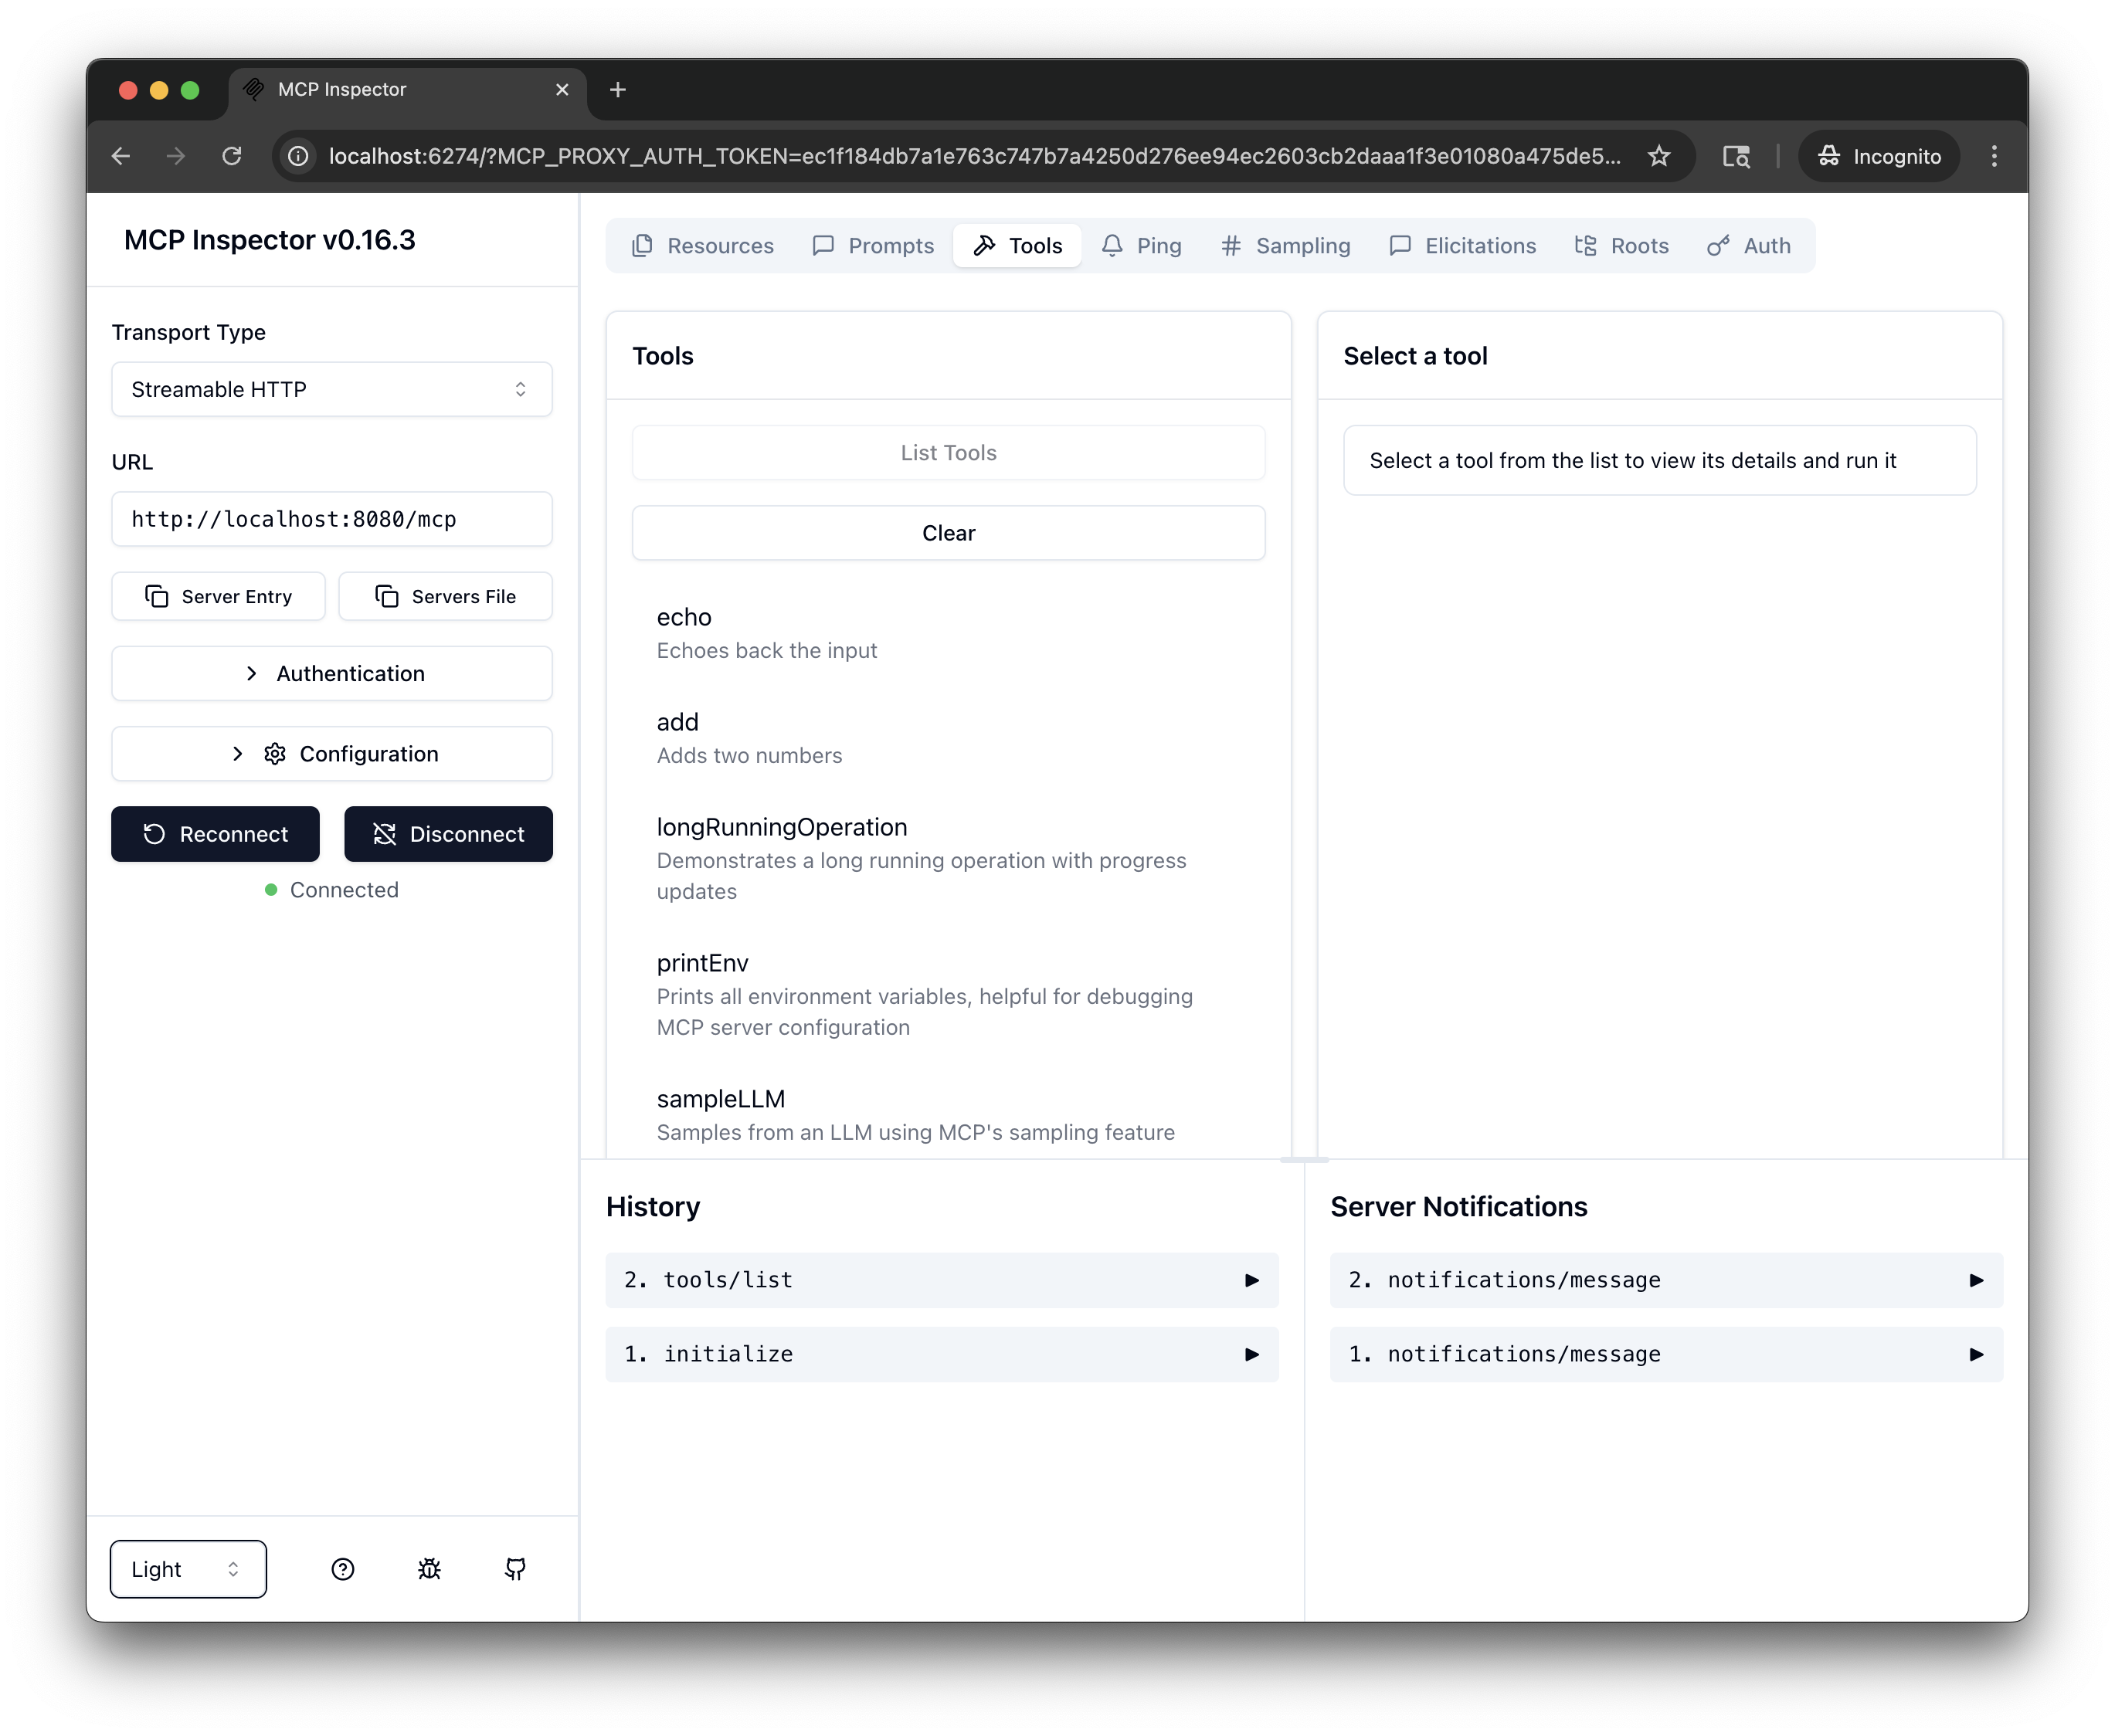 MCP Inspector
localhost:6274/?MCP_PROXY_AUTH_TOKEN=ec1f184db7a1e763c747b7a4250d276ee94ec2603cb2daaa1f3e01080a475de5...
Incognito
MCP Inspector v0.16.3
Transport Type
Streamable HTTP
URL
http://localhost:8080/mcp
Server Entry
Servers File
Authentication
Configuration
Reconnect
Disconnect
Connected
Light
Resources
Prompts
Tools
Ping
Sampling
Elicitations
Roots
Auth
Tools
List Tools
Clear
echo
Echoes back the input
add
Adds two numbers
longRunningOperation
Demonstrates a long running operation with progress
updates
printEnv
Prints all environment variables, helpful for debugging
MCP server configuration
sampleLLM
Samples from an LLM using MCP's sampling feature
Select a tool
Select a tool from the list to view its details and run it
History
2. tools/list
1. initialize
Server Notifications
2. notifications/message
1. notifications/message